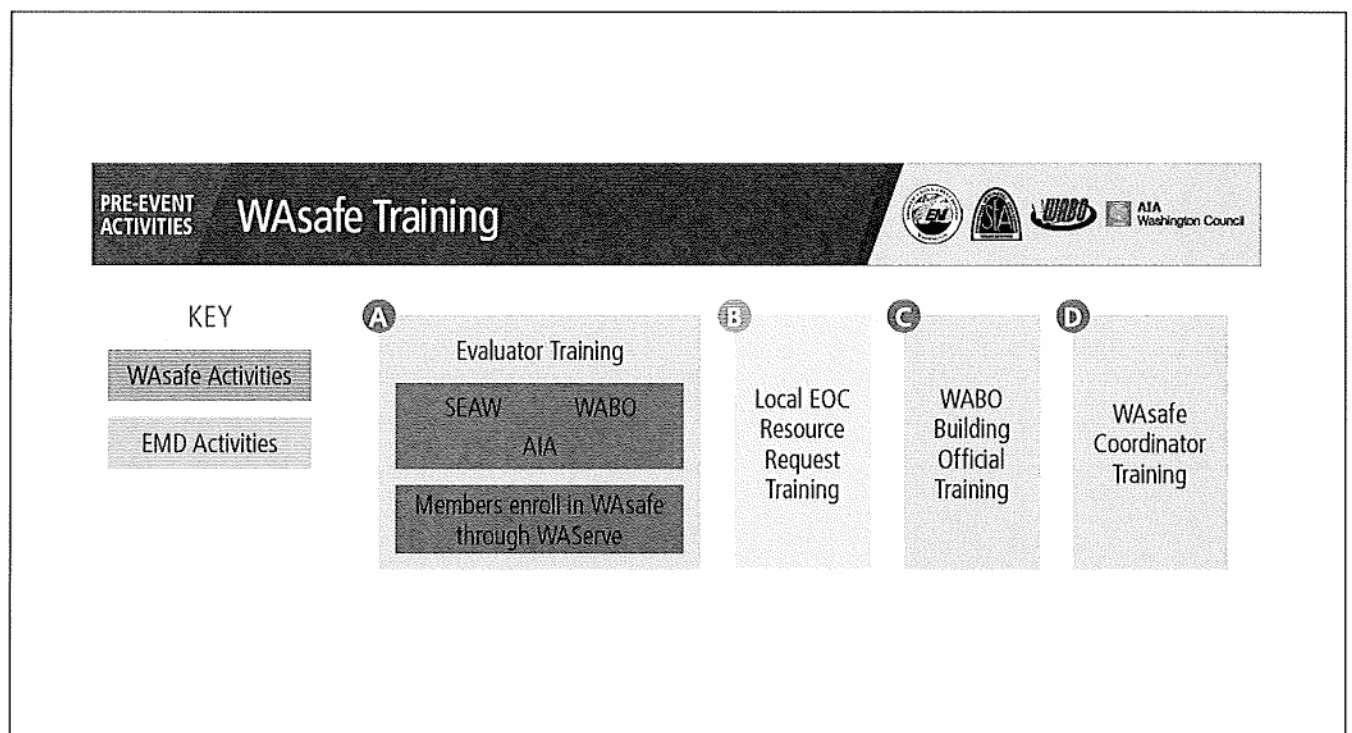 PRE-EVENT
ACTIVITIES
WAsafe Training
WABO
AIA
Washington Council
KEY
WAsafe Activities
EMD Activities
A
Evaluator Training
SEAW WABO
AIA
Members enroll in WAsafe
through WAServe
B
Local EOC
Resource
Request
Training
C
WABO
Building
Official
Training
D
WAsafe
Coordinator
Training